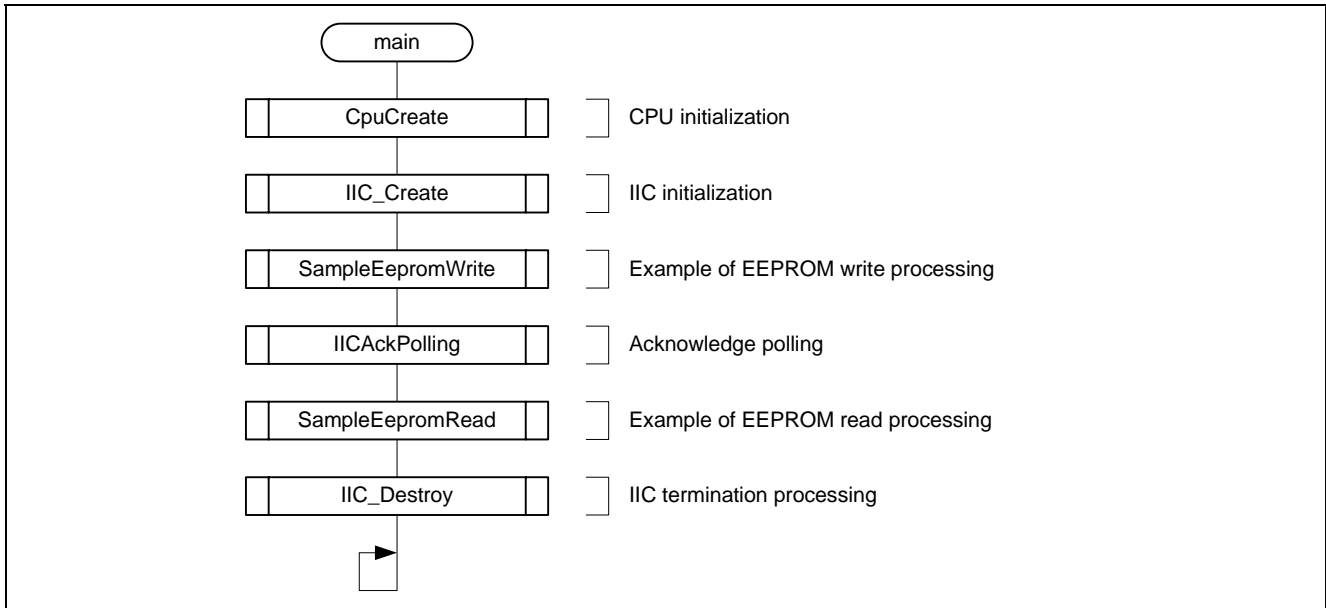 main
CpuCreate CPU initialization
IIC_Create IIC initialization
SampleEepromWrite Example of EEPROM write processing
IICAckPolling Acknowledge polling
SampleEepromRead Example of EEPROM read processing
IIC_Destroy IIC termination processing